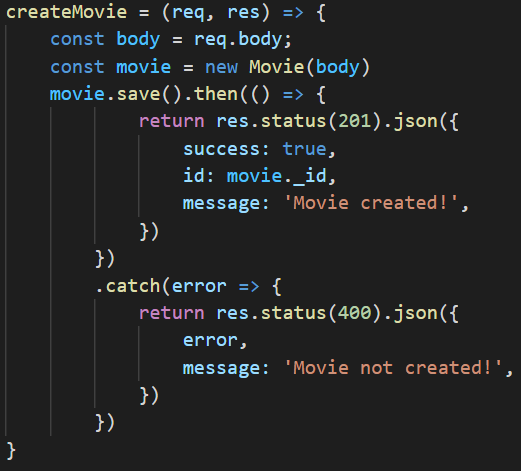 createMovie = (req, res) => {
    const body = req.body;
    const movie = new Movie(body)
    movie.save().then(() => {
            return res.status(201).json({
                success: true,
                id: movie._id,
                message: 'Movie created!',
            })
        })
        .catch(error => {
            return res.status(400).json({
                error,
                message: 'Movie not created!',
            })
        })
}